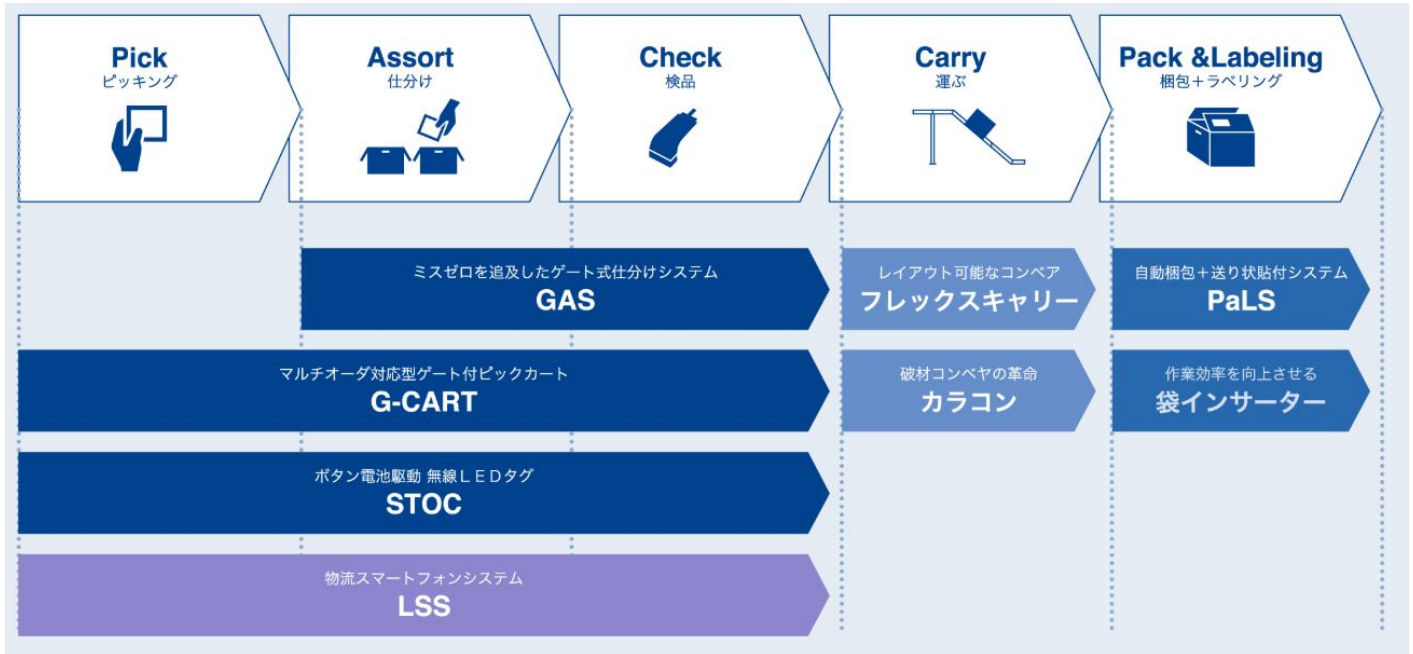 Pick
ピッキング
Assort
仕分け
Check
検品
Carry
運ぶ
Pack &Labeling
梱包＋ラベリング
ミスゼロを追及したゲート式仕分けシステム
GAS
レイアウト可能なコンベア
フレックスキャリー
自動梱包＋送り状貼付システム
PaLS
マルチオーダ対応型ゲート付ピックカート
G-CART
破材コンベヤの革命
カラコン
作業効率を向上させる
袋インサーター
ボタン電池駆動 無線ＬＥＤタグ
STOC
物流スマートフォンシステム
LSS